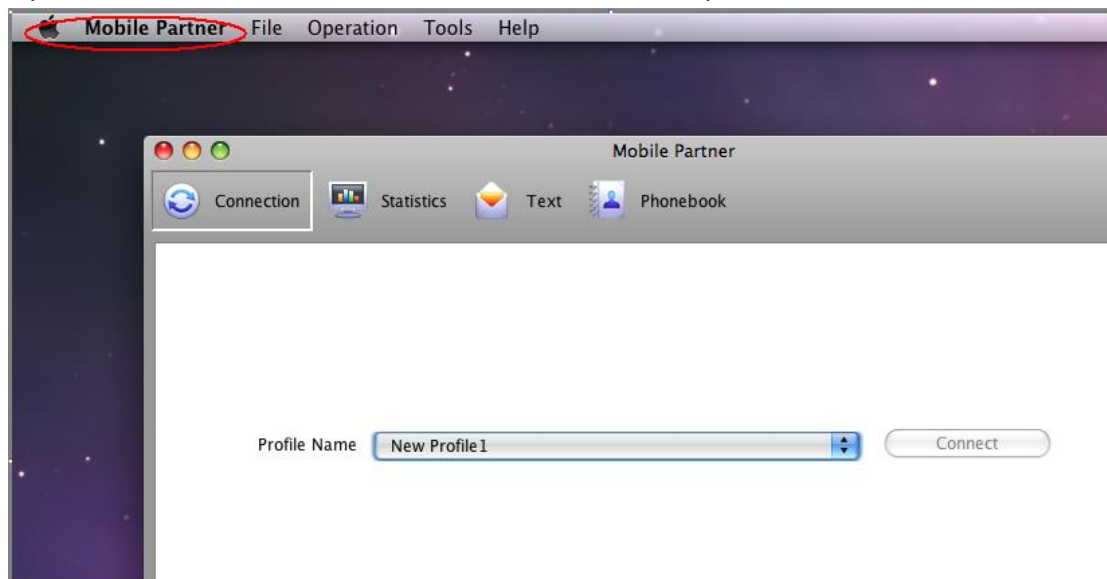 Mobile Partner File Operation Tools Help
Mobile Partner
Connection Statistics Text Phonebook
Profile Name New Profile1 Connect